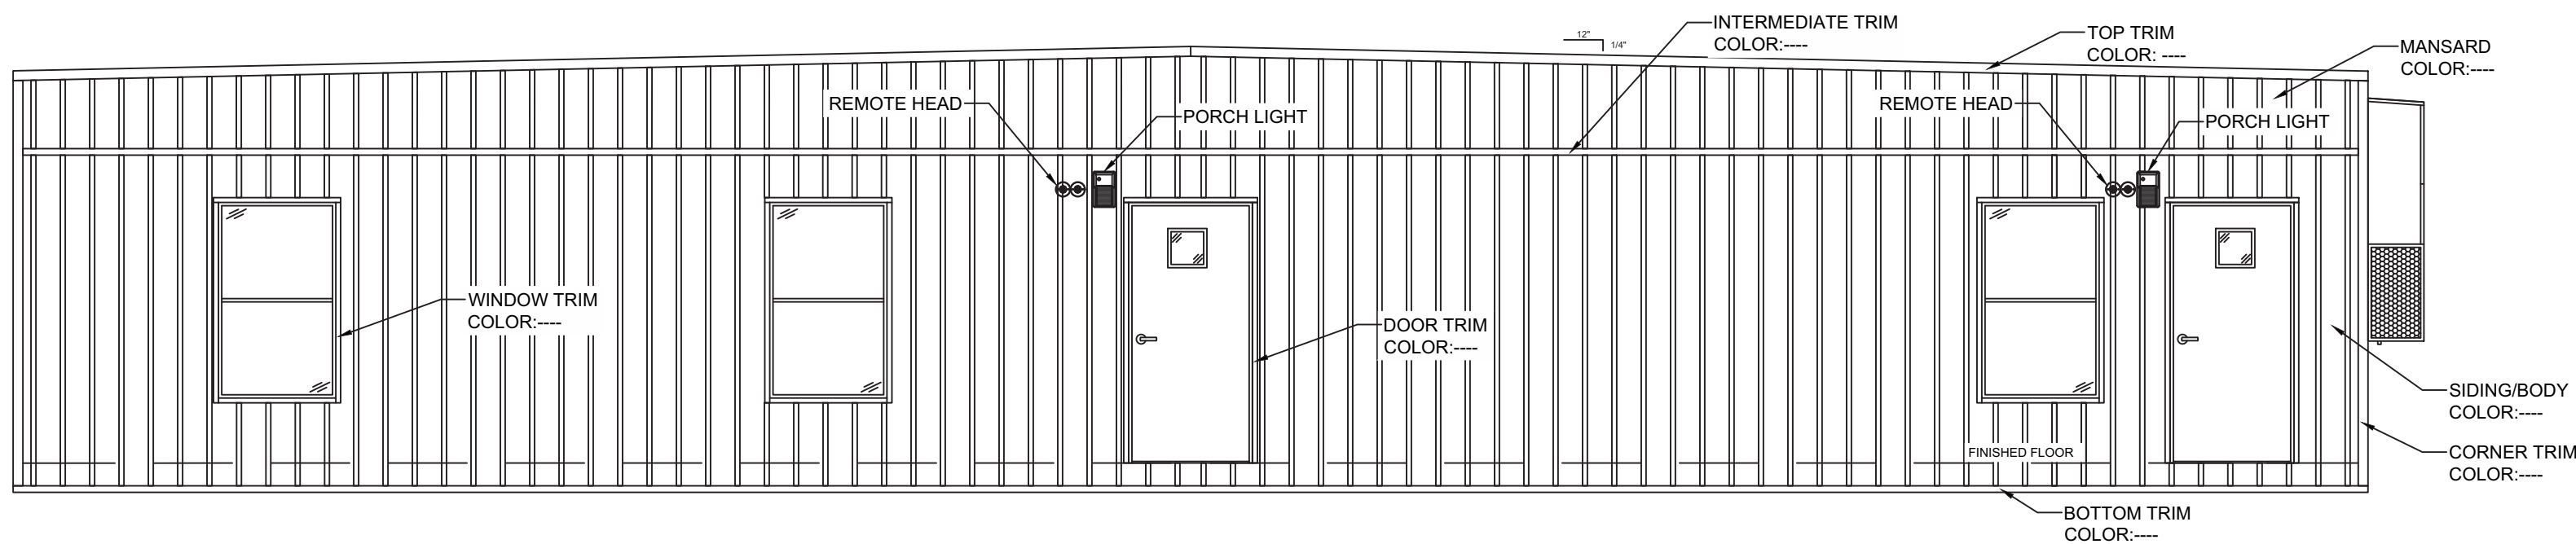 INTERMEDIATE TRIM
COLOR:----
12"
1/4"
TOP TRIM
COLOR: ----
MANSARD
COLOR:----
REMOTE HEAD
PORCH LIGHT
REMOTE HEAD
PORCH LIGHT
WINDOW TRIM
COLOR:----
DOOR TRIM
COLOR:----
SIDING/BODY
COLOR:----
FINISHED FLOOR
CORNER TRIM
COLOR:----
BOTTOM TRIM
COLOR:----